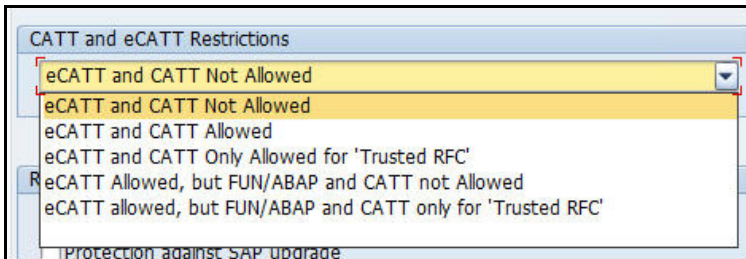 CATT and eCATT Restrictions
eCATT and CATT Not Allowed
eCATT and CATT Not Allowed
eCATT and CATT Allowed
eCATT and CATT Only Allowed for 'Trusted RFC'
R
eCATT Allowed, but FUN/ABAP and CATT not Allowed
eCATT allowed, but FUN/ABAP and CATT only for 'Trusted RFC'
Protection against SAP upgrade